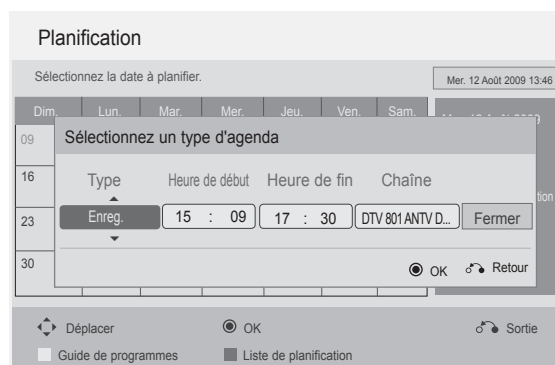 Planification
Sélectionnez la date à planifier.
Mer. 12 Août 2009 13:46
Dim. Lun. Mar. Mer. Jeu. Ven. Sam.
09
Sélectionnez un type d'agenda
16
Type Heure de début Heure de fin Chaîne
23
Enreg. 15 : 09 17 : 30 DTV 801 ANTV D... Fermer
30
OK Retour
Déplacer OK Sortie
Guide de programmes Liste de planification